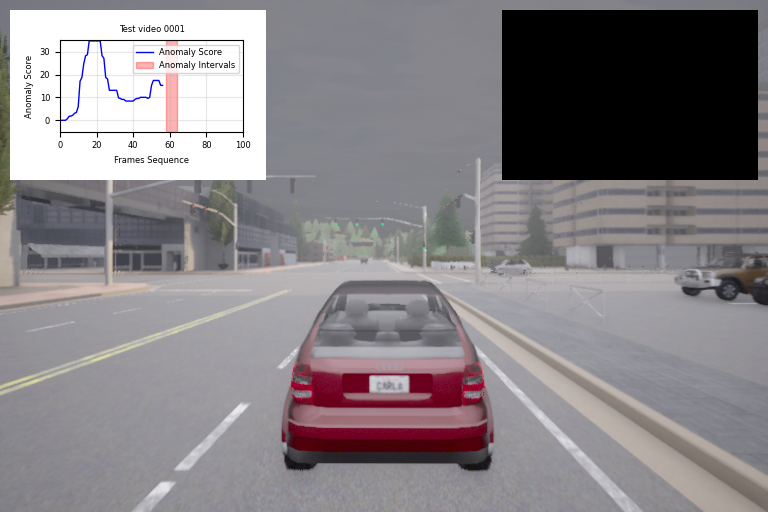 Test video 0001
Anomaly Score
Anomaly Intervals
Anomaly Score
30
20
10
0
0 20 40 60 80 100
Frames Sequence
CARLA